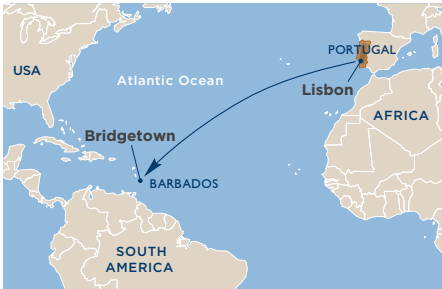 PORTUGAL
USA
Atlantic Ocean
Lisbon
AFRICA
Bridgetown
BARBADOS
SOUTH
AMERICA